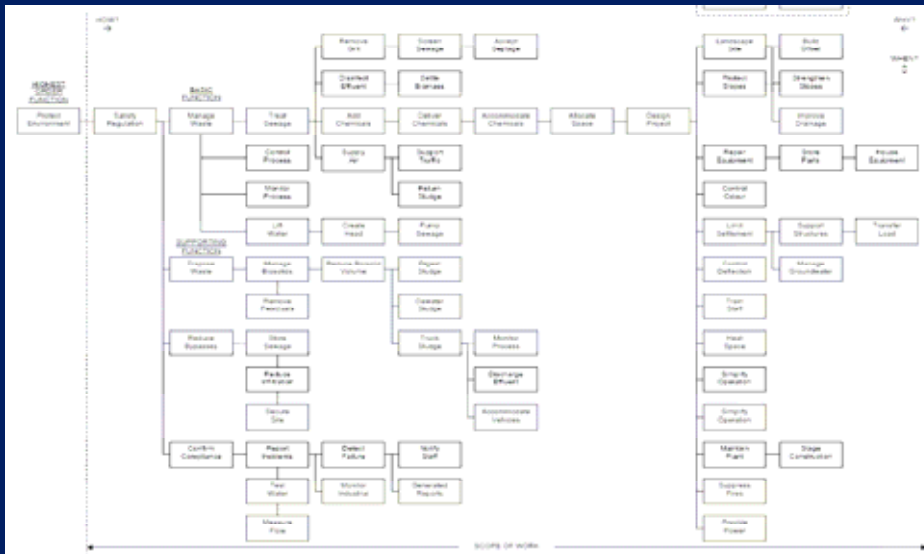 HOW?
WHY?
WHEN?
HIGHEST
ORDER
FUNCTION
BASIC
FUNCTION
Protect
Environment
Satisfy
Regulation
Manage
Waste
Treat
Sewage
Remove
Grit
Screen
Sewage
Accept
Septage
Disinfect
Effluent
Settle
Biomass
Add
Chemicals
Deliver
Chemicals
Accommodate
Chemicals
Allocate
Space
Design
Project
Supply
Air
Support
Traffic
Return
Sludge
Control
Process
Monitor
Process
Lift
Water
Create
Head
Pump
Sewage
SUPPORTING
FUNCTION
Dispose
Waste
Manage
Biosolids
Volume
Digest
Sludge
Dewater
Sludge
Truck
Sludge
Remove
Reduce
Bypasses
Store
Sewage
Reduce
Secure
Site
Monitor
Process
Discharge
Effluent
Accommodate
Vehicles
Confirm
Compliance
Report
Incidents
Detect
Failure
Notify
Staff
Test
Water
Monitor
Industrial
Generated
Reports
Measure
Flow
Landscape
Site
Build
Protect
Slopes
Strengthen
Slopes
Improve
Drainage
Repair
Equipment
Store
Parts
House
Equipment
Control
Odour
Limit
Settlement
Support
Structures
Transfer
Load
Control
Deflection
Manage
Groundwater
Train
Staff
Heat
Space
Simplify
Operation
Simplify
Operation
Maintain
Plant
Stage
Construction
Suppress
Fires
Provide
Power
SCOPE OF WORK